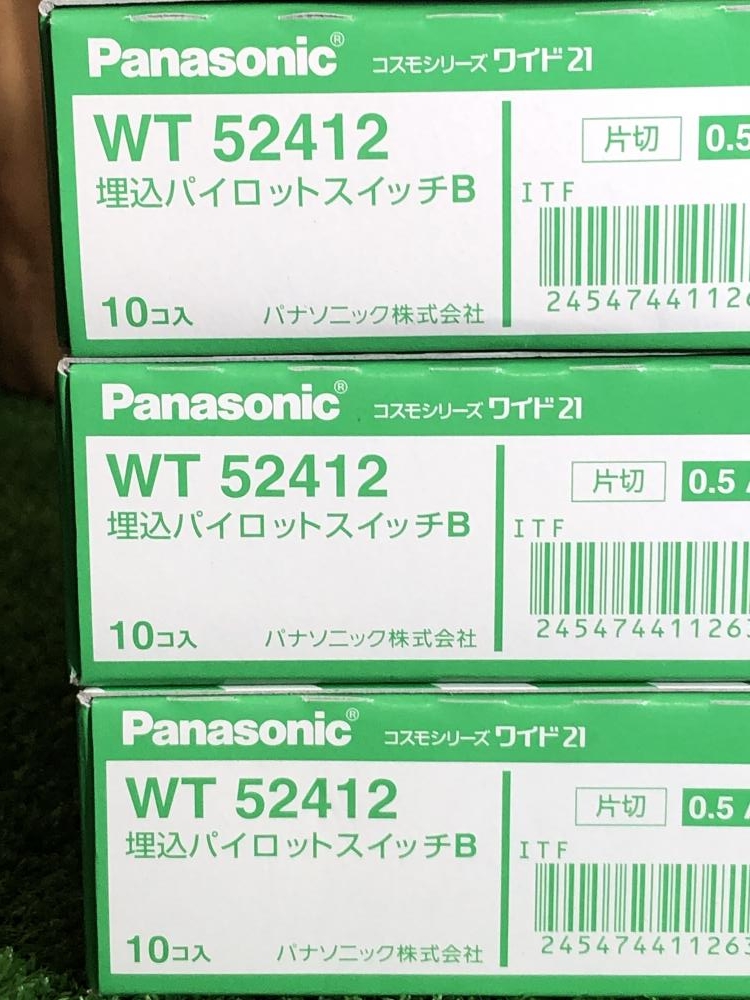 Panasonic® コスモシリーズ ワイド21
WT 52412
埋込パイロットスイッチB
片切 0.5
ITF
24547441126
10コ入 パナソニック株式会社
Panasonic® コスモシリーズ ワイド21
WT 52412
埋込パイロットスイッチB
片切 0.5
ITF
24547441126
10コ入 パナソニック株式会社
Panasonic® コスモシリーズ ワイド21
WT 52412
埋込パイロットスイッチB
片切 0.5
ITF
245474411263
10コ入 パナソニック株式会社